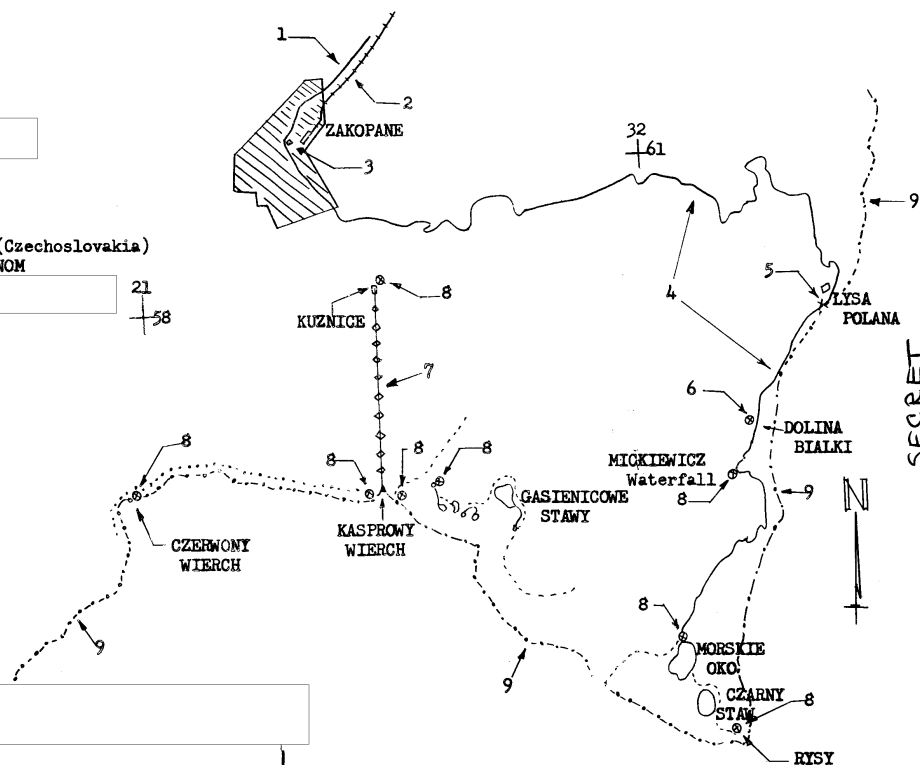 1
2
ZAKOPANE
3
32
61
9
(Czechoslovakia)
NOM
21
58
8
KUZNICE
4
5
LYSA
POLANA
SECRET
7
6
DOLINA
BIALKI
8
8
8
8
MICKIEWICZ
Waterfall
8
9
N
GASIENICOWE
STAWY
KASPROWY
WIERCH
CZERWONY
WIERCH
9
8
9
MORSKIE
OKO
CZARNY
STAW
8
RYSY